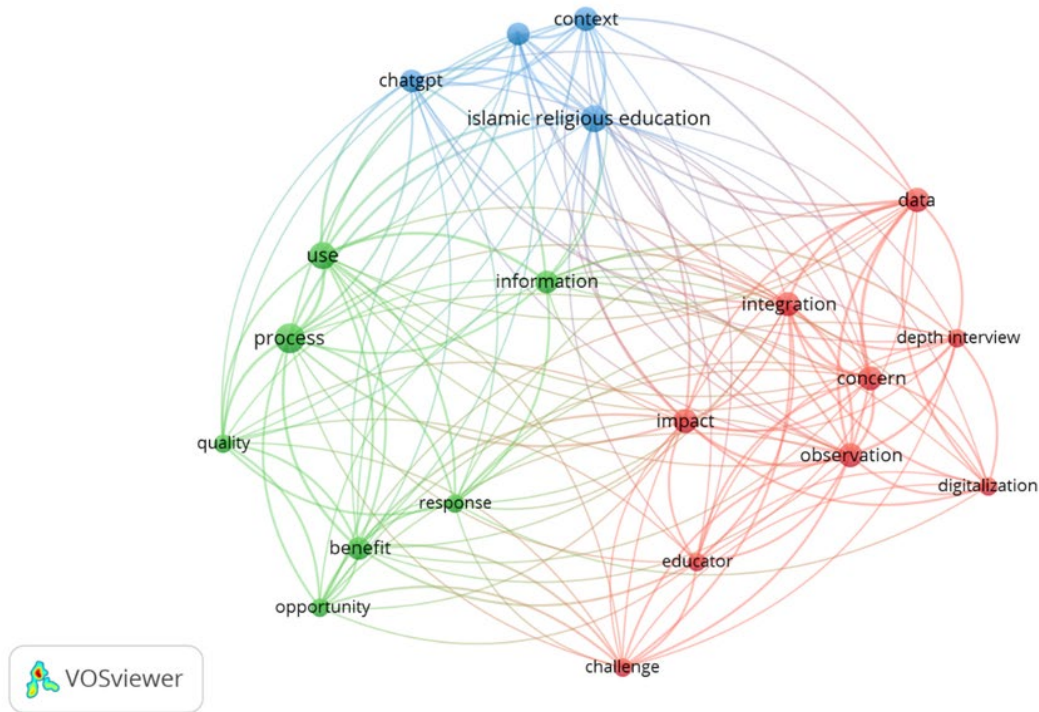 context
chatgpt
islamic religious education
data
use
information
integration
process
depth interview
concern
impact
quality
observation
digitalization
response
benefit
educator
opportunity
challenge
VOSviewer